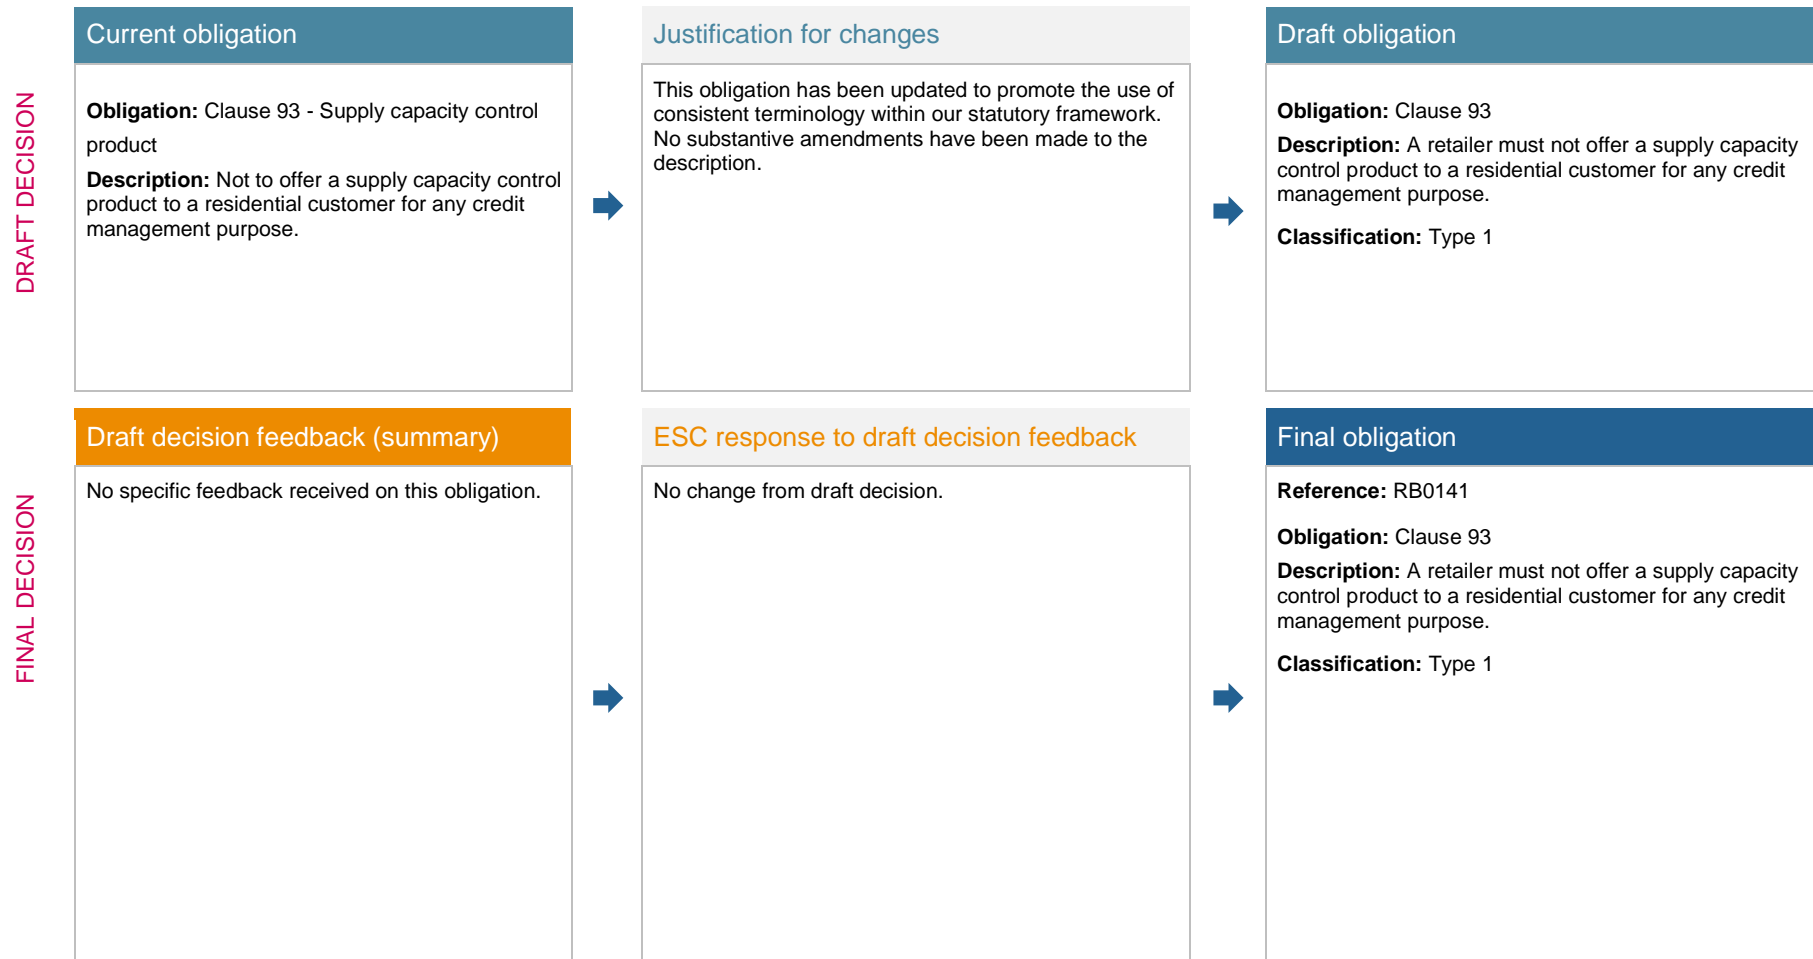 DRAFT DECISION
Current obligation
Obligation: Clause 93 - Supply capacity control
product
Description: Not to offer a supply capacity control
product to a residential customer for any credit
management purpose.
Justification for changes
This obligation has been updated to promote the use of
consistent terminology within our statutory framework.
No substantive amendments have been made to the
description.
Draft obligation
Obligation: Clause 93
Description: A retailer must not offer a supply capacity
control product to a residential customer for any credit
management purpose.
Classification: Type 1
FINAL DECISION
Draft decision feedback (summary)
No specific feedback received on this obligation.
ESC response to draft decision feedback
No change from draft decision.
Final obligation
Reference: RB0141
Obligation: Clause 93
Description: A retailer must not offer a supply capacity
control product to a residential customer for any credit
management purpose.
Classification: Type 1